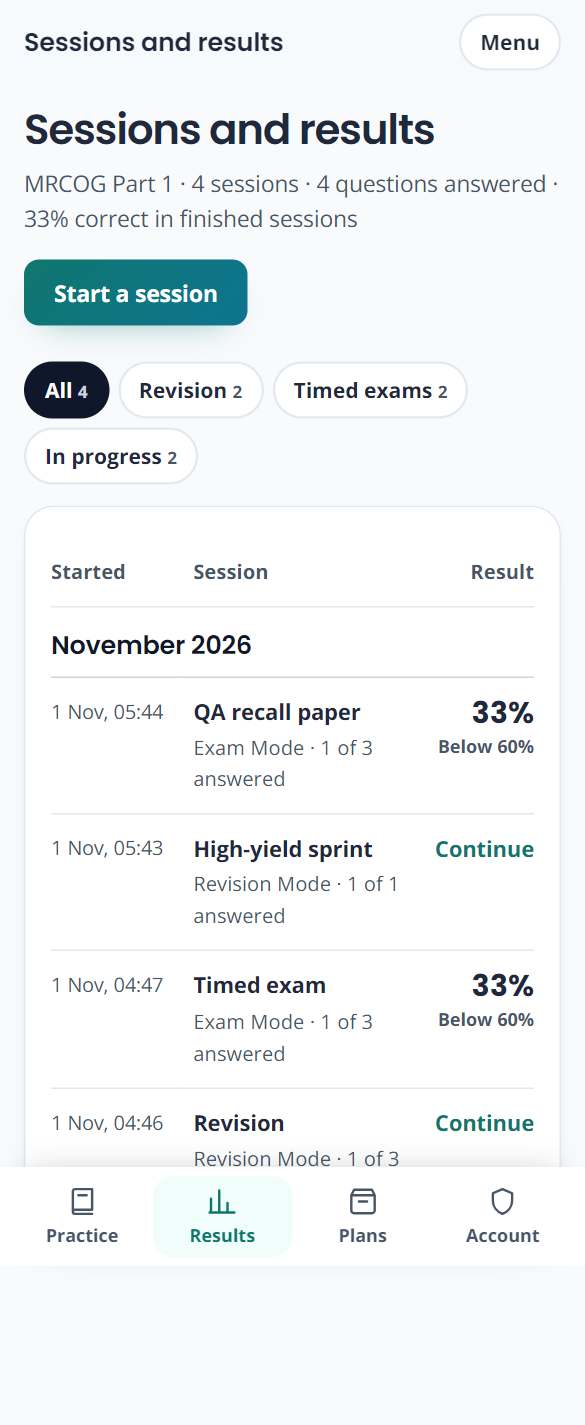 Sessions and results
Menu
Sessions and results
MRCOG Part 1 · 4 sessions · 4 questions answered ·
33% correct in finished sessions
Start a session
All 4
Revision 2
Timed exams 2
In progress 2
Started Session Result
November 2026
1 Nov, 05:44 QA recall paper 33%
Exam Mode · 1 of 3 Below 60%
answered
1 Nov, 05:43 High-yield sprint Continue
Revision Mode · 1 of 1
answered
1 Nov, 04:47 Timed exam 33%
Exam Mode · 1 of 3 Below 60%
answered
1 Nov, 04:46 Revision Continue
Revision Mode · 1 of 3
Practice Results Plans Account